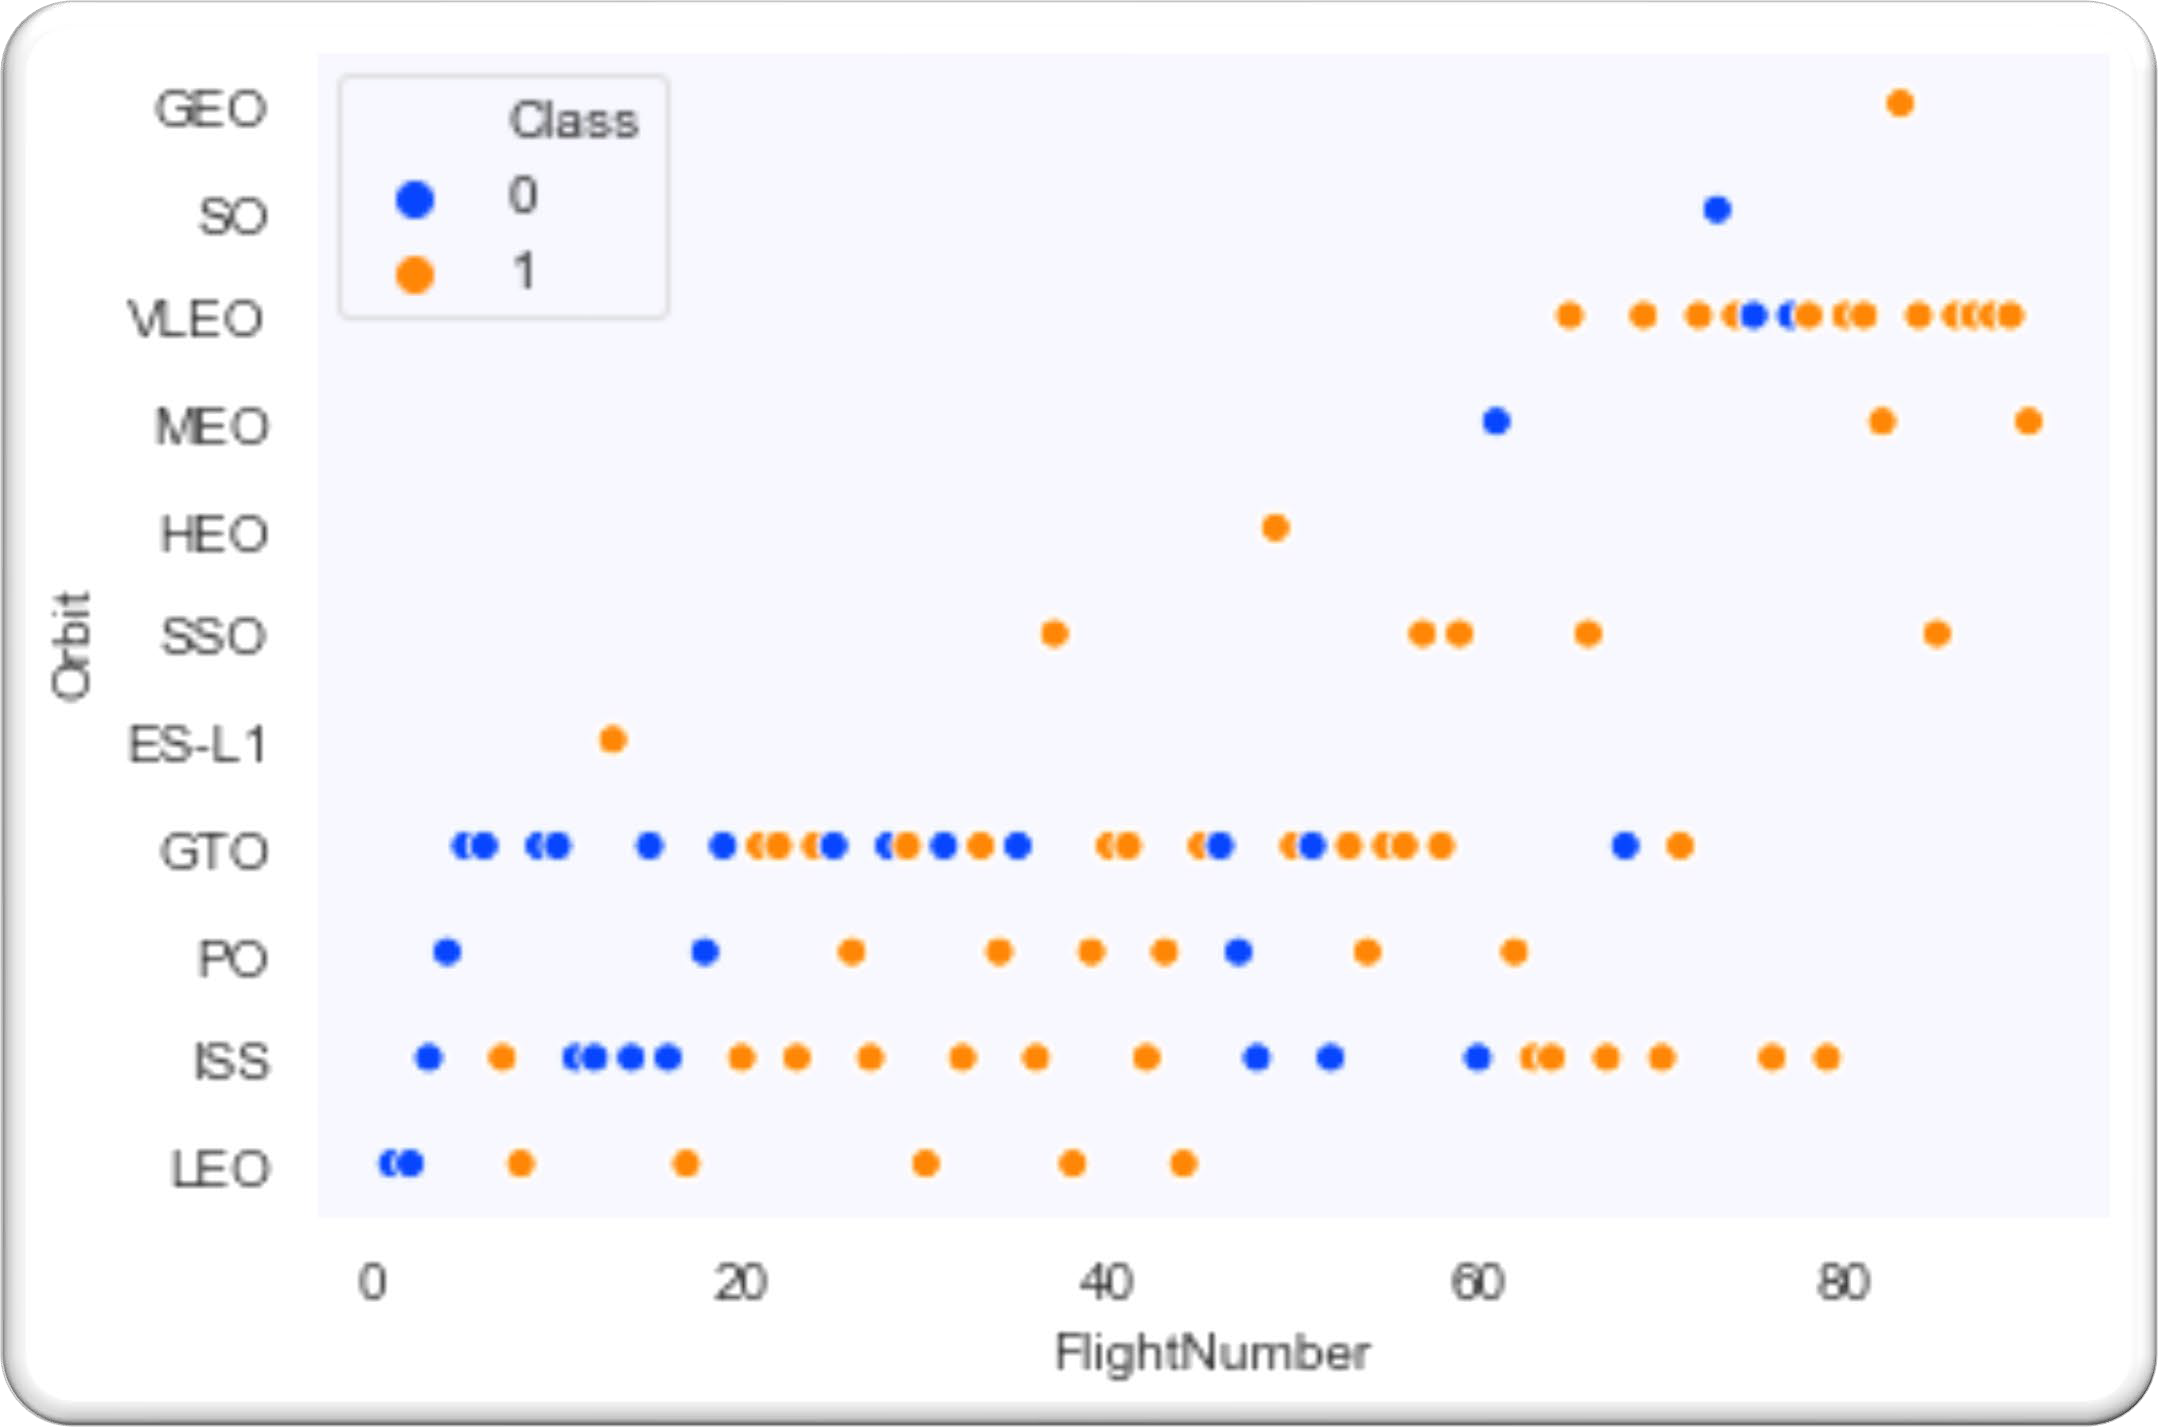 Class
0
1
GEO
SO
VLEO
MEO
HEO
SSO
ES-L1
GTO
PO
ISS
LEO
Orbit
0 20 40 60 80
FlightNumber